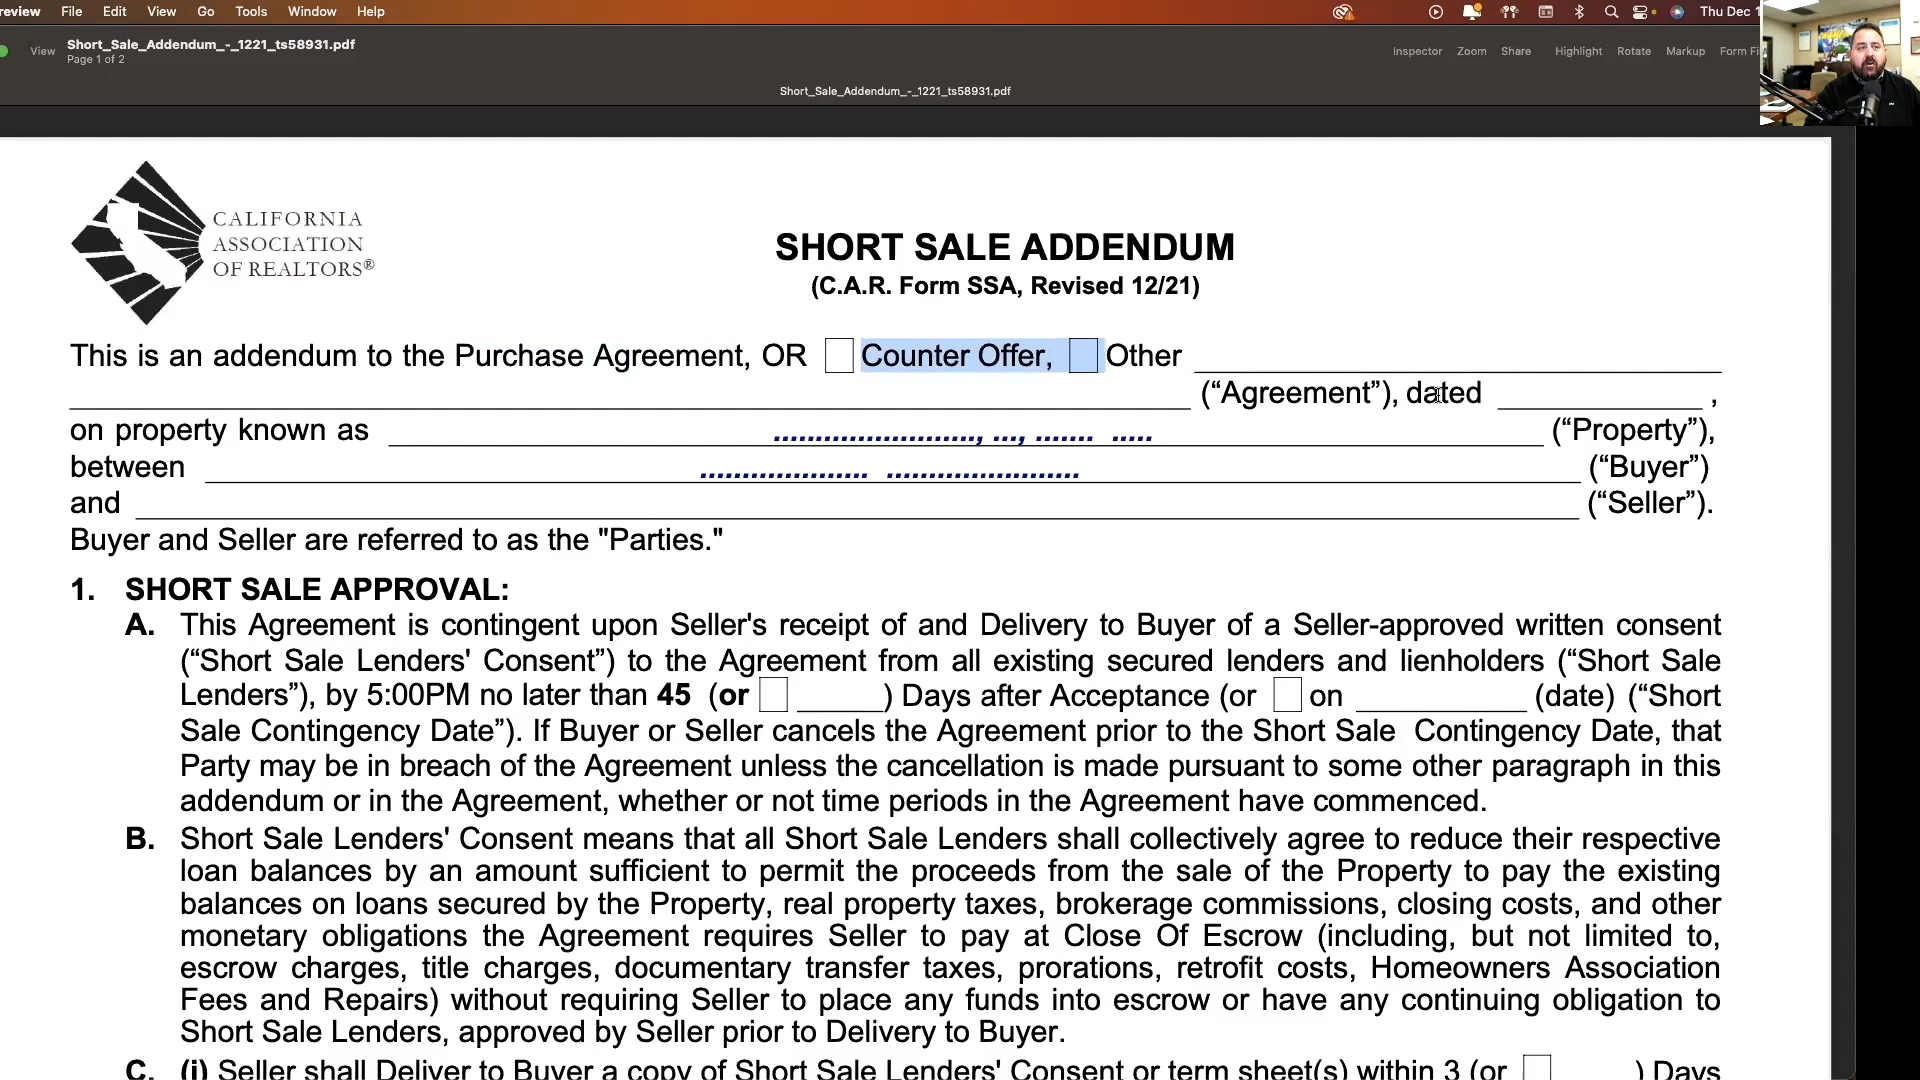 review File Edit View Go Tools Window Help Thu Dec 1
View Short_Sale_Addendum_-_1221_ts58931.pdf
Page 1 of 2
Inspector Zoom Share Highlight Rotate Markup Form Fi
Short_Sale_Addendum_-_1221_ts58931.pdf
CALIFORNIA
ASSOCIATION
OF REALTORS®
SHORT SALE ADDENDUM
(C.A.R. Form SSA, Revised 12/21)
This is an addendum to the Purchase Agreement, OR Counter Offer, Other
(“Agreement”), dated ,
on property known as (“Property”),
between (“Buyer”)
and (“Seller”).
Buyer and Seller are referred to as the "Parties."
1. SHORT SALE APPROVAL:
A. This Agreement is contingent upon Seller's receipt of and Delivery to Buyer of a Seller-approved written consent
(“Short Sale Lenders' Consent”) to the Agreement from all existing secured lenders and lienholders (“Short Sale
Lenders”), by 5:00PM no later than 45 (or ) Days after Acceptance (or on (date) (“Short
Sale Contingency Date”). If Buyer or Seller cancels the Agreement prior to the Short Sale Contingency Date, that
Party may be in breach of the Agreement unless the cancellation is made pursuant to some other paragraph in this
addendum or in the Agreement, whether or not time periods in the Agreement have commenced.
B. Short Sale Lenders' Consent means that all Short Sale Lenders shall collectively agree to reduce their respective
loan balances by an amount sufficient to permit the proceeds from the sale of the Property to pay the existing
balances on loans secured by the Property, real property taxes, brokerage commissions, closing costs, and other
monetary obligations the Agreement requires Seller to pay at Close Of Escrow (including, but not limited to,
escrow charges, title charges, documentary transfer taxes, prorations, retrofit costs, Homeowners Association
Fees and Repairs) without requiring Seller to place any funds into escrow or have any continuing obligation to
Short Sale Lenders, approved by Seller prior to Delivery to Buyer.
C. (i) Seller shall Deliver to Buyer a copy of Short Sale Lenders' Consent or term sheet(s) within 3 (or ) Days